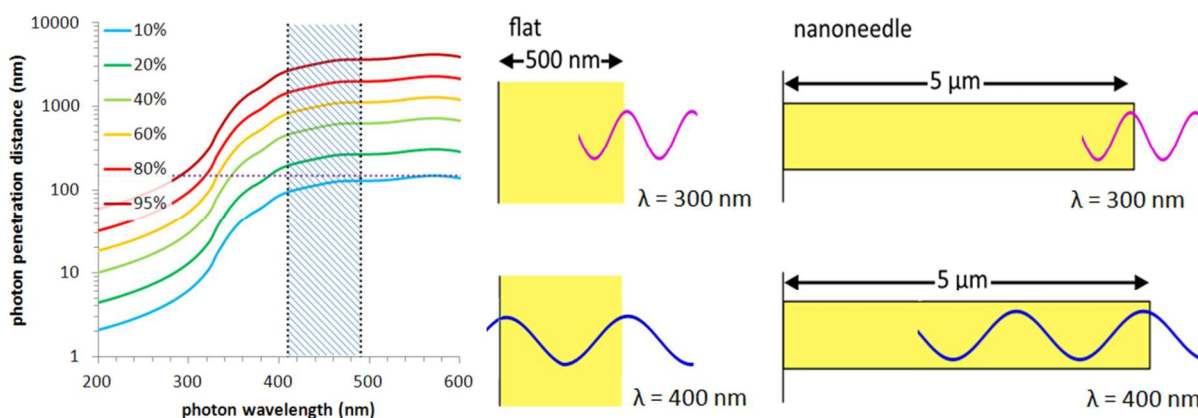 photon penetration distance (nm)
10000
1000
100
10
1
10%
20%
40%
60%
80%
95%
200
300
400
500
600
photon wavelength (nm)
flat
500 nm
λ = 300 nm
λ = 400 nm
nanoneedle
5 µm
λ = 300 nm
5 µm
λ = 400 nm